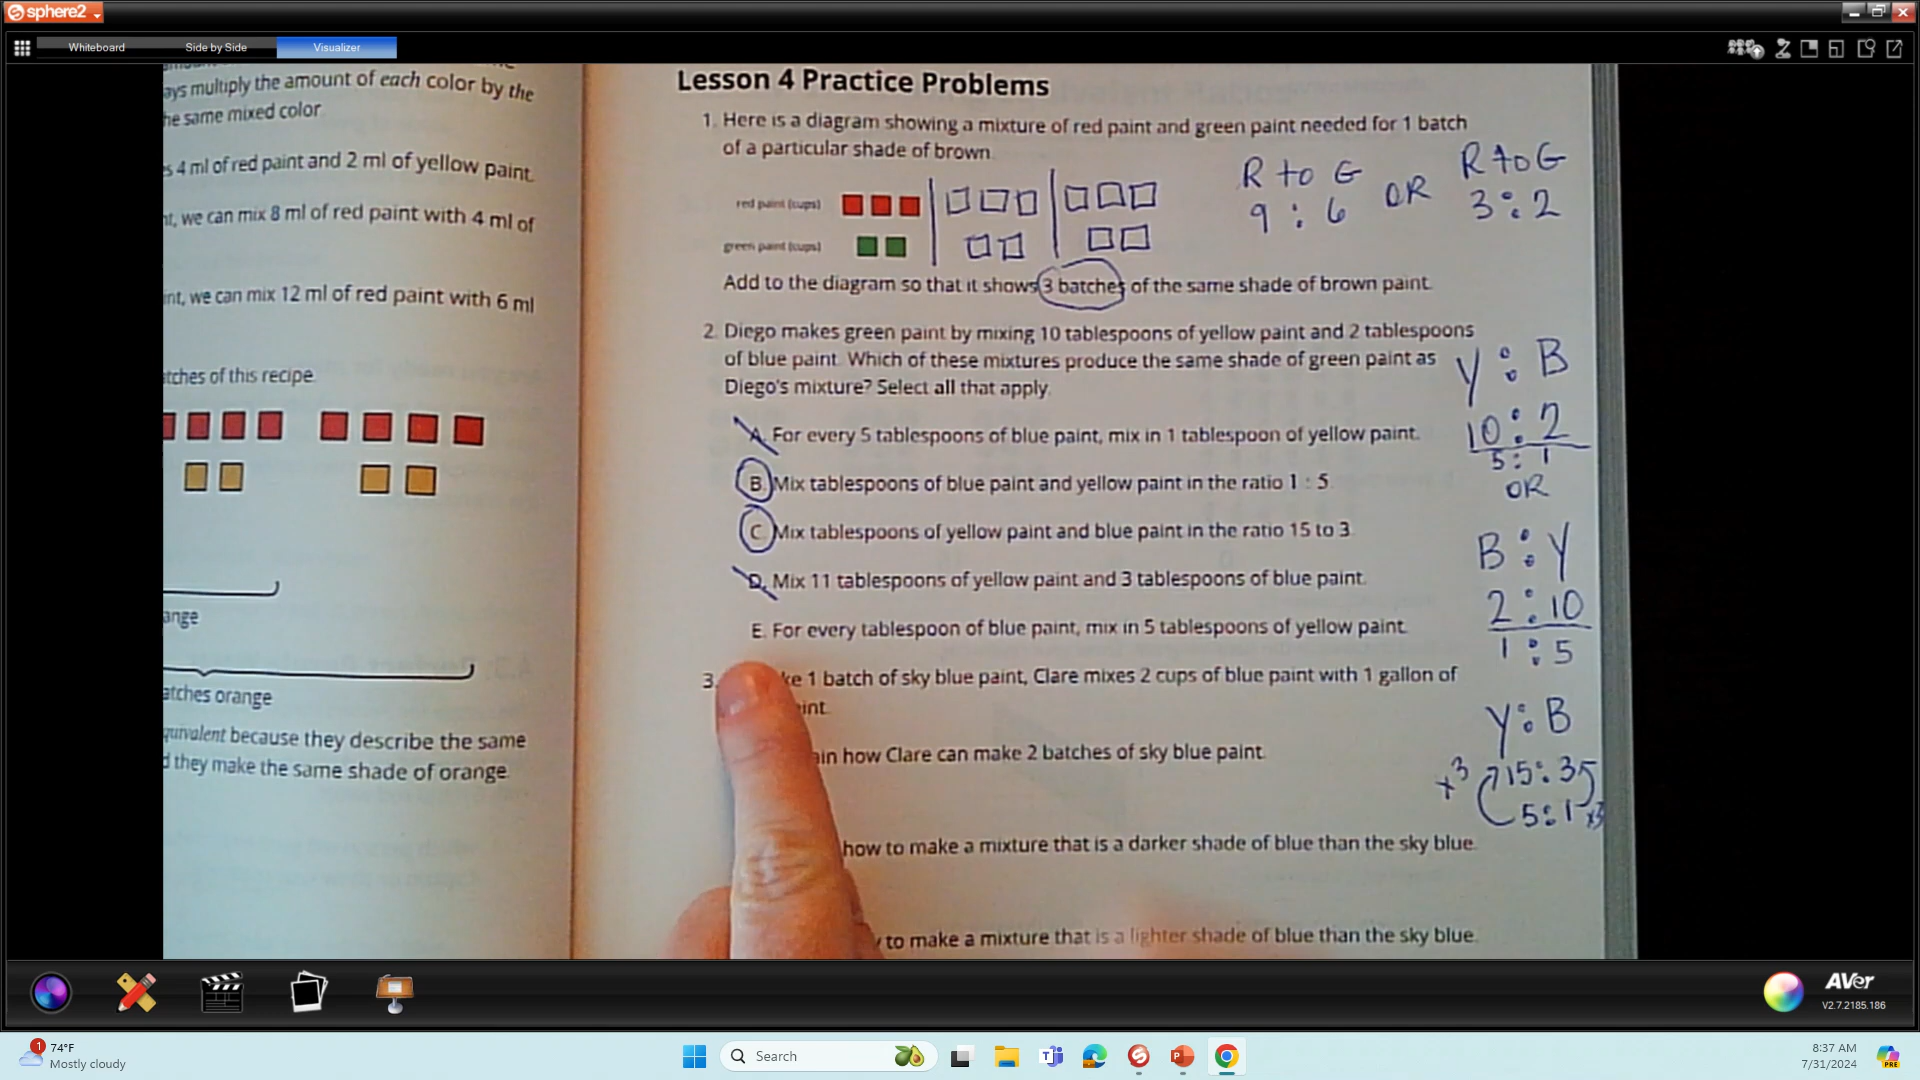 sphere2
Whiteboard
Side by Side
Visualizer
ays multiply the amount of each color by the
he same mixed color.
4 ml of red paint and 2 ml of yellow paint.
we can mix 8 ml of red paint with 4 ml of
we can mix 12 ml of red paint with 6 ml
tches of this recipe.
ange
atches orange
quivalent because they describe the same
they make the same shade of orange.
Lesson 4 Practice Problems
1. Here is a diagram showing a mixture of red paint and green paint needed for 1 batch
of a particular shade of brown.
red paint (cups)
green paint (cups)
R to G
9 : 6
OR
R to G
3 : 2
Add to the diagram so that it shows 3 batches of the same shade of brown paint.
2. Diego makes green paint by mixing 10 tablespoons of yellow paint and 2 tablespoons
of blue paint. Which of these mixtures produce the same shade of green paint as
Diego's mixture? Select all that apply.
A. For every 5 tablespoons of blue paint, mix in 1 tablespoon of yellow paint.
B. Mix tablespoons of blue paint and yellow paint in the ratio 1 : 5.
C. Mix tablespoons of yellow paint and blue paint in the ratio 15 to 3.
D. Mix 11 tablespoons of yellow paint and 3 tablespoons of blue paint.
E. For every tablespoon of blue paint, mix in 5 tablespoons of yellow paint.
Y : B
10 : 2
5 : 1
OR
B : Y
2 : 10
1 : 5
Y : B
x3 15 : 3
5 : 1 x3
3. ke 1 batch of sky blue paint, Clare mixes 2 cups of blue paint with 1 gallon of
int.
ain how Clare can make 2 batches of sky blue paint.
how to make a mixture that is a darker shade of blue than the sky blue.
to make a mixture that is a lighter shade of blue than the sky blue.
AVer
V2.7.2185.186
1
74°F
Mostly cloudy
Search
8:37 AM
7/31/2024
PRE